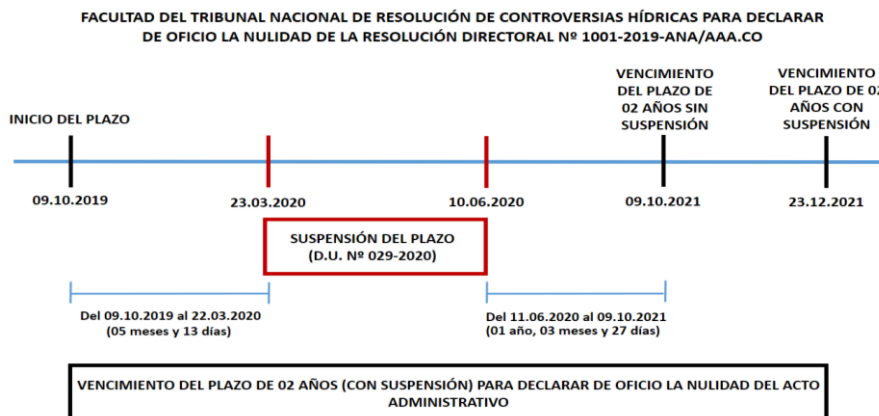 FACULTAD DEL TRIBUNAL NACIONAL DE RESOLUCIÓN DE CONTROVERSIAS HÍDRICAS PARA DECLARAR
DE OFICIO LA NULIDAD DE LA RESOLUCIÓN DIRECTORAL Nº 1001-2019-ANA/AAA.CO
INICIO DEL PLAZO
VENCIMIENTO
DEL PLAZO DE
02 AÑOS SIN
SUSPENSIÓN
VENCIMIENTO
DEL PLAZO DE 02
AÑOS CON
SUSPENSIÓN
09.10.2019
23.03.2020
10.06.2020
09.10.2021
23.12.2021
SUSPENSIÓN DEL PLAZO
(D.U. Nº 029-2020)
Del 09.10.2019 al 22.03.2020
(05 meses y 13 días)
Del 11.06.2020 al 09.10.2021
(01 año, 03 meses y 27 días)
VENCIMIENTO DEL PLAZO DE 02 AÑOS (CON SUSPENSIÓN) PARA DECLARAR DE OFICIO LA NULIDAD DEL ACTO
ADMINISTRATIVO